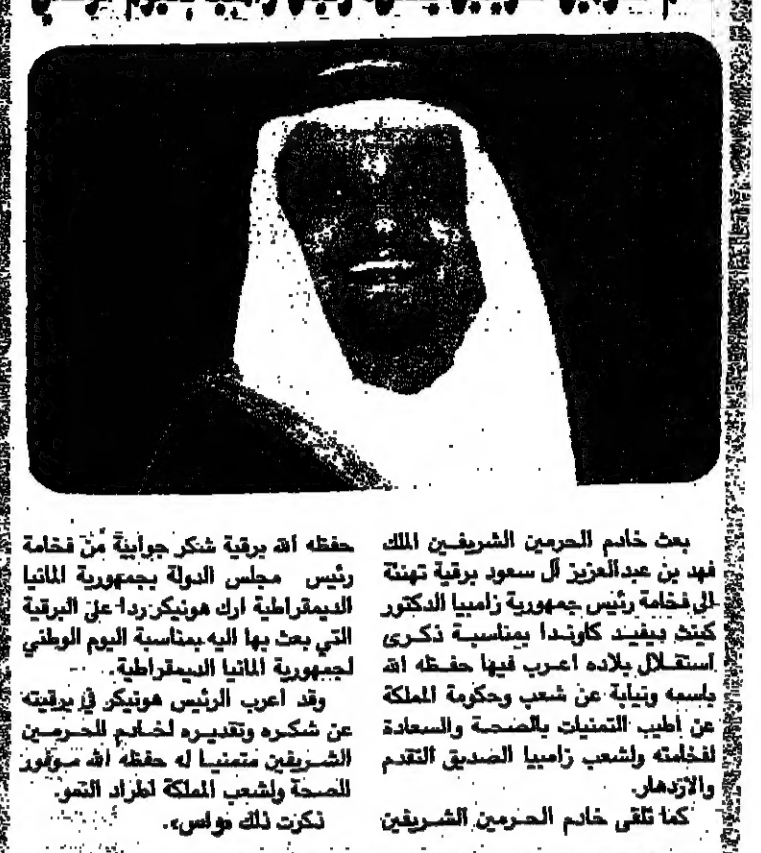 بعث خادم الحرمين الشريفين الملك
فهد بن عبدالعزيز آل سعود برقية تهنئة
الى فخامة رئيس جمهورية زامبيا الدكتور
كينث بيفيد كاوندا بمناسبة ذكرى
استقلال بلاده اعرب فيها حفظه الله
باسمه ونيابة عن شعب وحكومة المملكة
عن اطيب التمنيات بالصحة والسعادة
لفخامته ولشعب زامبيا الصديق التقدم
والازدهار.
كما تلقى خادم الحرمين الشريفين
حفظه الله برقية شكر جوابية من فخامة
رئيس مجلس الدولة بجمهورية المانيا
الديمقراطية ارك هونيكر ردا على البرقية
التي بعث بها اليه بمناسبة اليوم الوطني
لجمهورية المانيا الديمقراطية.
وقد اعرب الرئيس هونيكر في برقيته
عن شكره وتقديره لخادم الحرمين
الشريفين متمنيا له حفظه الله موفور
الصحة ولشعب المملكة اطراد النمو.
ذكرت ذلك «واس».